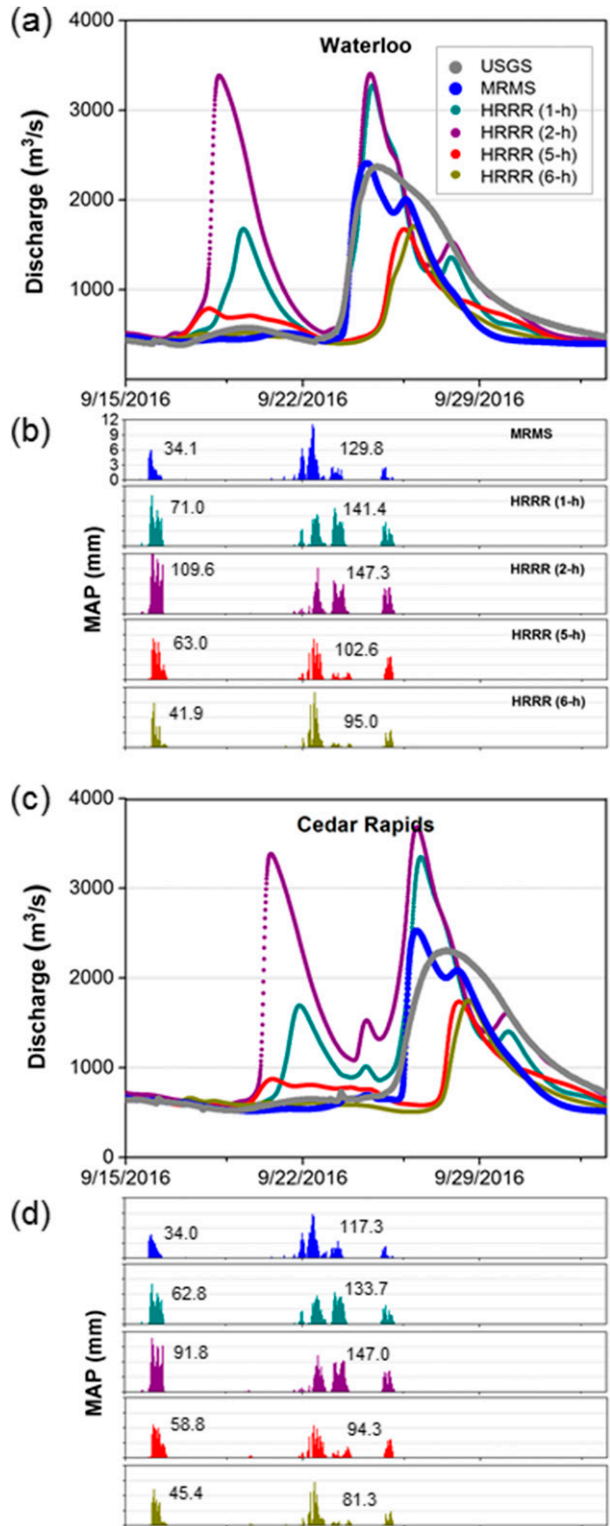 (a)
Waterloo
USGS
MRMS
HRRR (1-h)
HRRR (2-h)
HRRR (5-h)
HRRR (6-h)
Discharge (m³/s)
4000
3000
2000
1000
9/15/2016 9/22/2016 9/29/2016
(b)
MAP (mm)
12
9
6
3
0
34.1 129.8 MRMS
71.0 141.4 HRRR (1-h)
109.6 147.3 HRRR (2-h)
63.0 102.6 HRRR (5-h)
41.9 95.0 HRRR (6-h)
(c)
Cedar Rapids
Discharge (m³/s)
4000
3000
2000
1000
0
9/15/2016 9/22/2016 9/29/2016
(d)
MAP (mm)
34.0 117.3
62.8 133.7
91.8 147.0
58.8 94.3
45.4 81.3